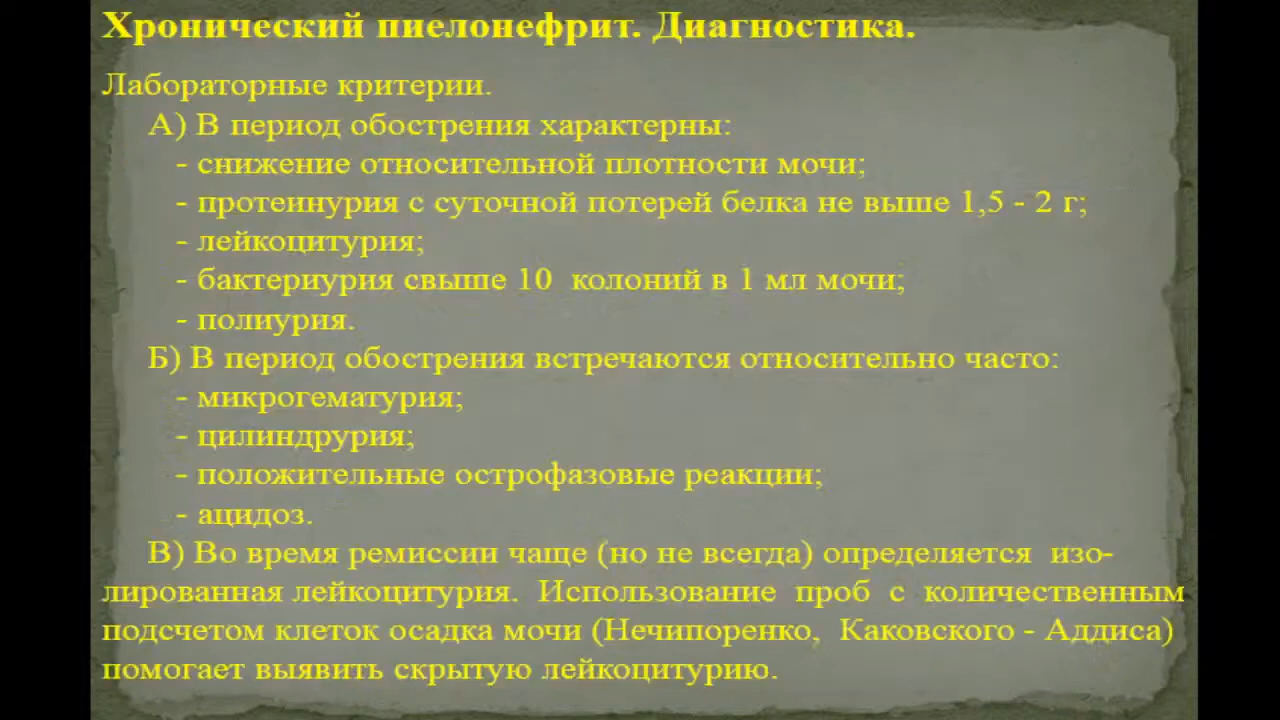 Хронический пиелонефрит. Диагностика.
Лабораторные критерии.
А) В период обострения характерны:
- снижение относительной плотности мочи;
- протеинурия с суточной потерей белка не выше 1,5 - 2 г;
- лейкоцитурия;
- бактериурия свыше 10 колоний в 1 мл мочи;
- полиурия.
Б) В период обострения встречаются относительно часто:
- микрогематурия;
- цилиндрурия;
- положительные острофазовые реакции;
- ацидоз.
В) Во время ремиссии чаще (но не всегда) определяется изо-
лированная лейкоцитурия. Использование проб с количественным
подсчетом клеток осадка мочи (Нечипоренко, Каковского - Аддиса)
помогает выявить скрытую лейкоцитурию.